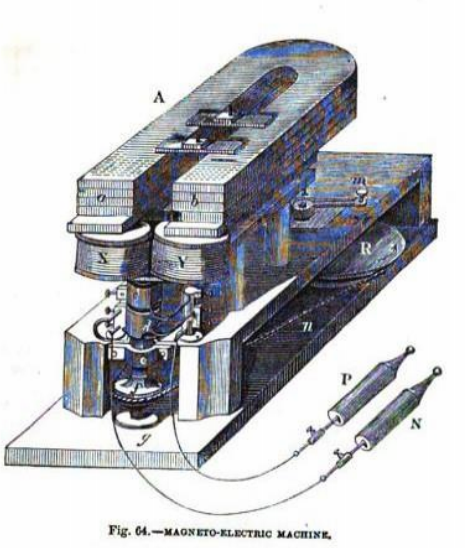 A
a
b
m
X
Y
R
n
P
N
g
Fig. 64.—MAGNETO-ELECTRIC MACHINE.